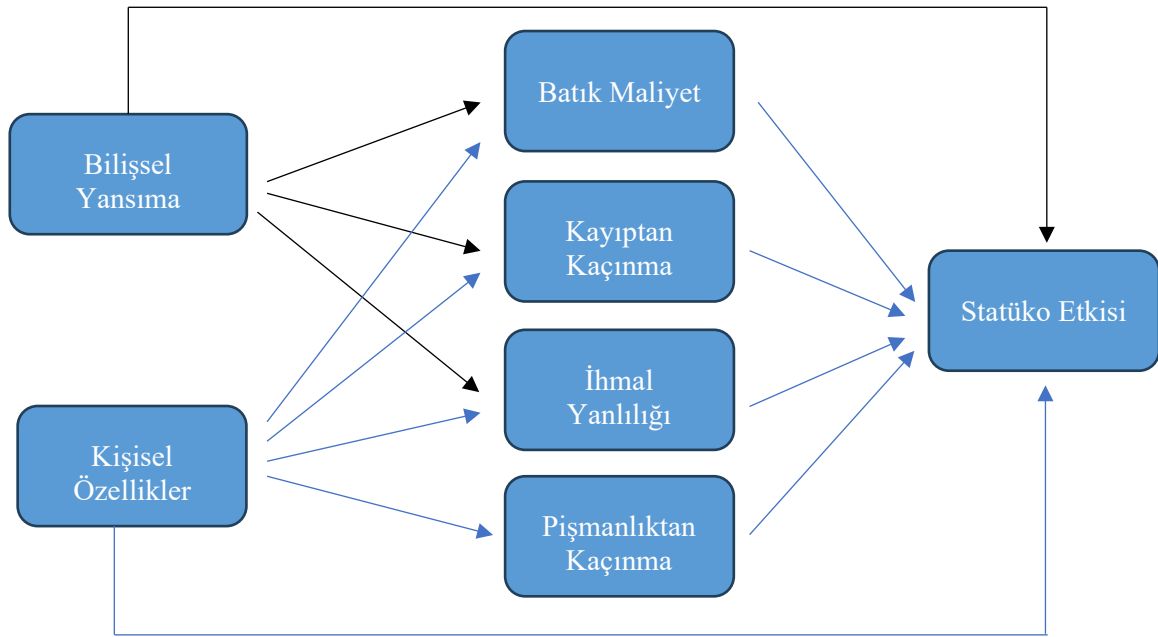 Batık Maliyet
Bilişsel
Yansıma
Kayıptan
Kaçınma
Statüko Etkisi
İhmal
Yanlılığı
Kişisel
Özellikler
Pişmanlıktan
Kaçınma